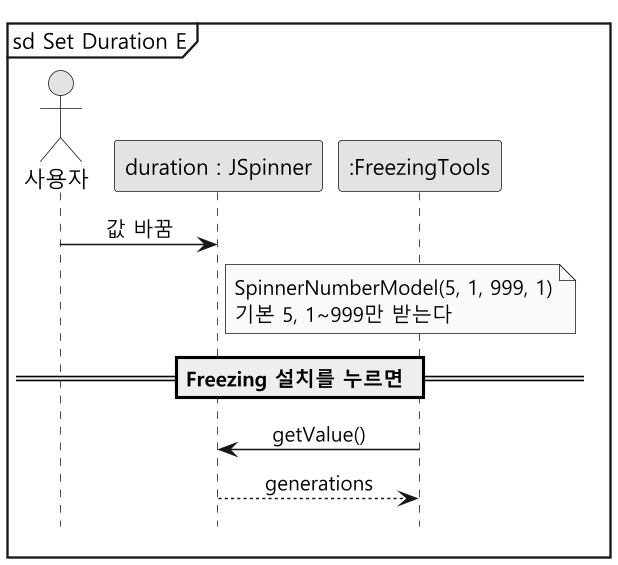 sd Set Duration E
사용자
duration : JSpinner
:FreezingTools
값 바꿈
SpinnerNumberModel(5, 1, 999, 1)
기본 5, 1~999만 받는다
Freezing 설치를 누르면
getValue()
generations